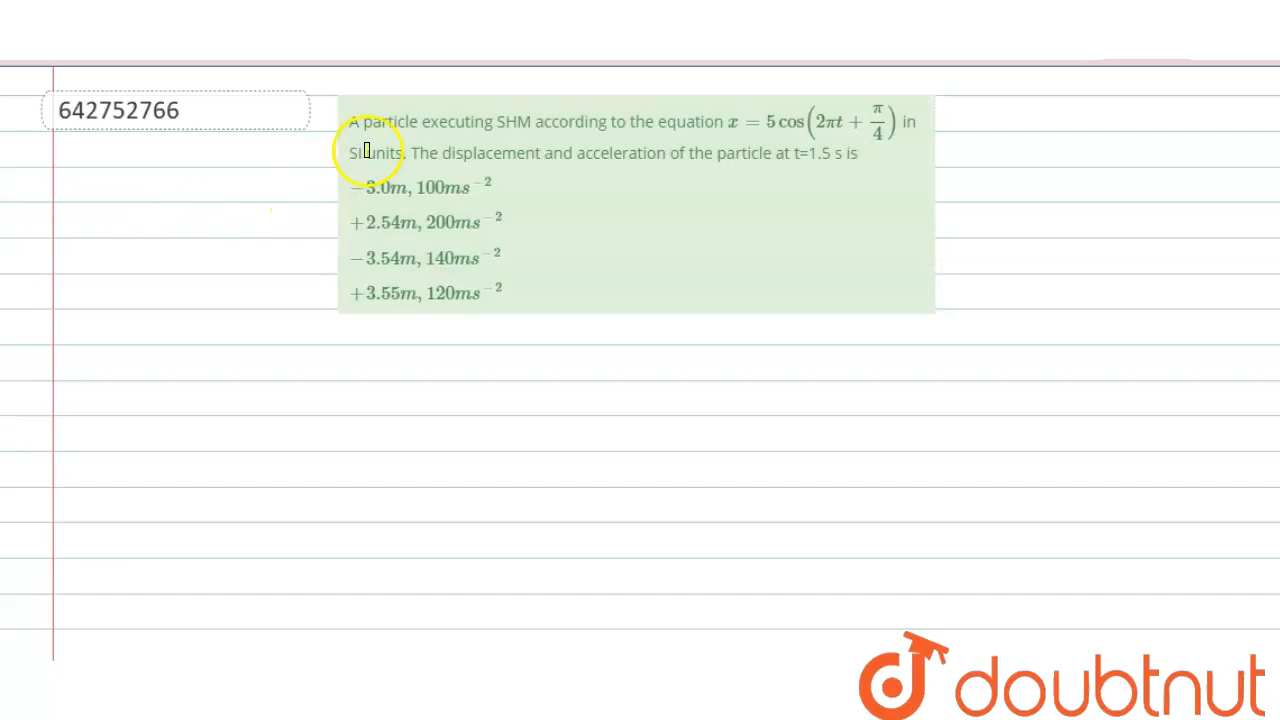 642752766
A particle executing SHM according to the equation x = 5 cos(2πt + π/4) in
SI units. The displacement and acceleration of the particle at t=1.5 s is
−3.0m, 100ms⁻²
+2.54m, 200ms⁻²
−3.54m, 140ms⁻²
+3.55m, 120ms⁻²
doubtnut